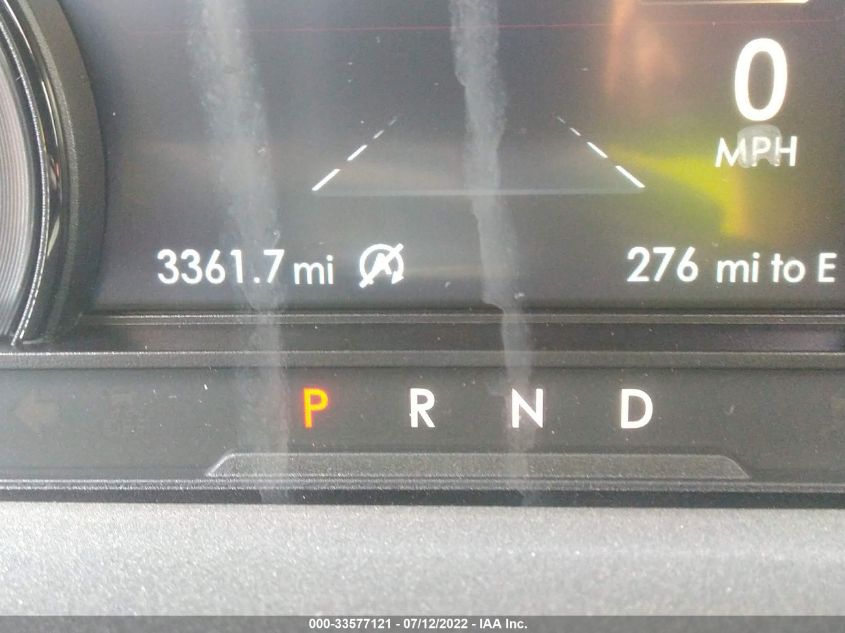 0
MPH
3361.7 mi
276 mi to E
P R N D
000-33577121 - 07/12/2022 - IAA Inc.